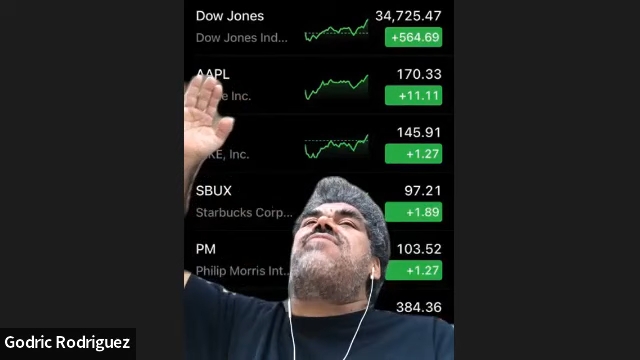 Dow Jones 34,725.47
Dow Jones Ind... +564.69
AAPL 170.33
Inc. +11.11
145.91
KE, Inc. +1.27
SBUX 97.21
Starbucks Corp... +1.89
PM 103.52
Philip Morris Int... +1.27
384.36
Godric Rodriguez